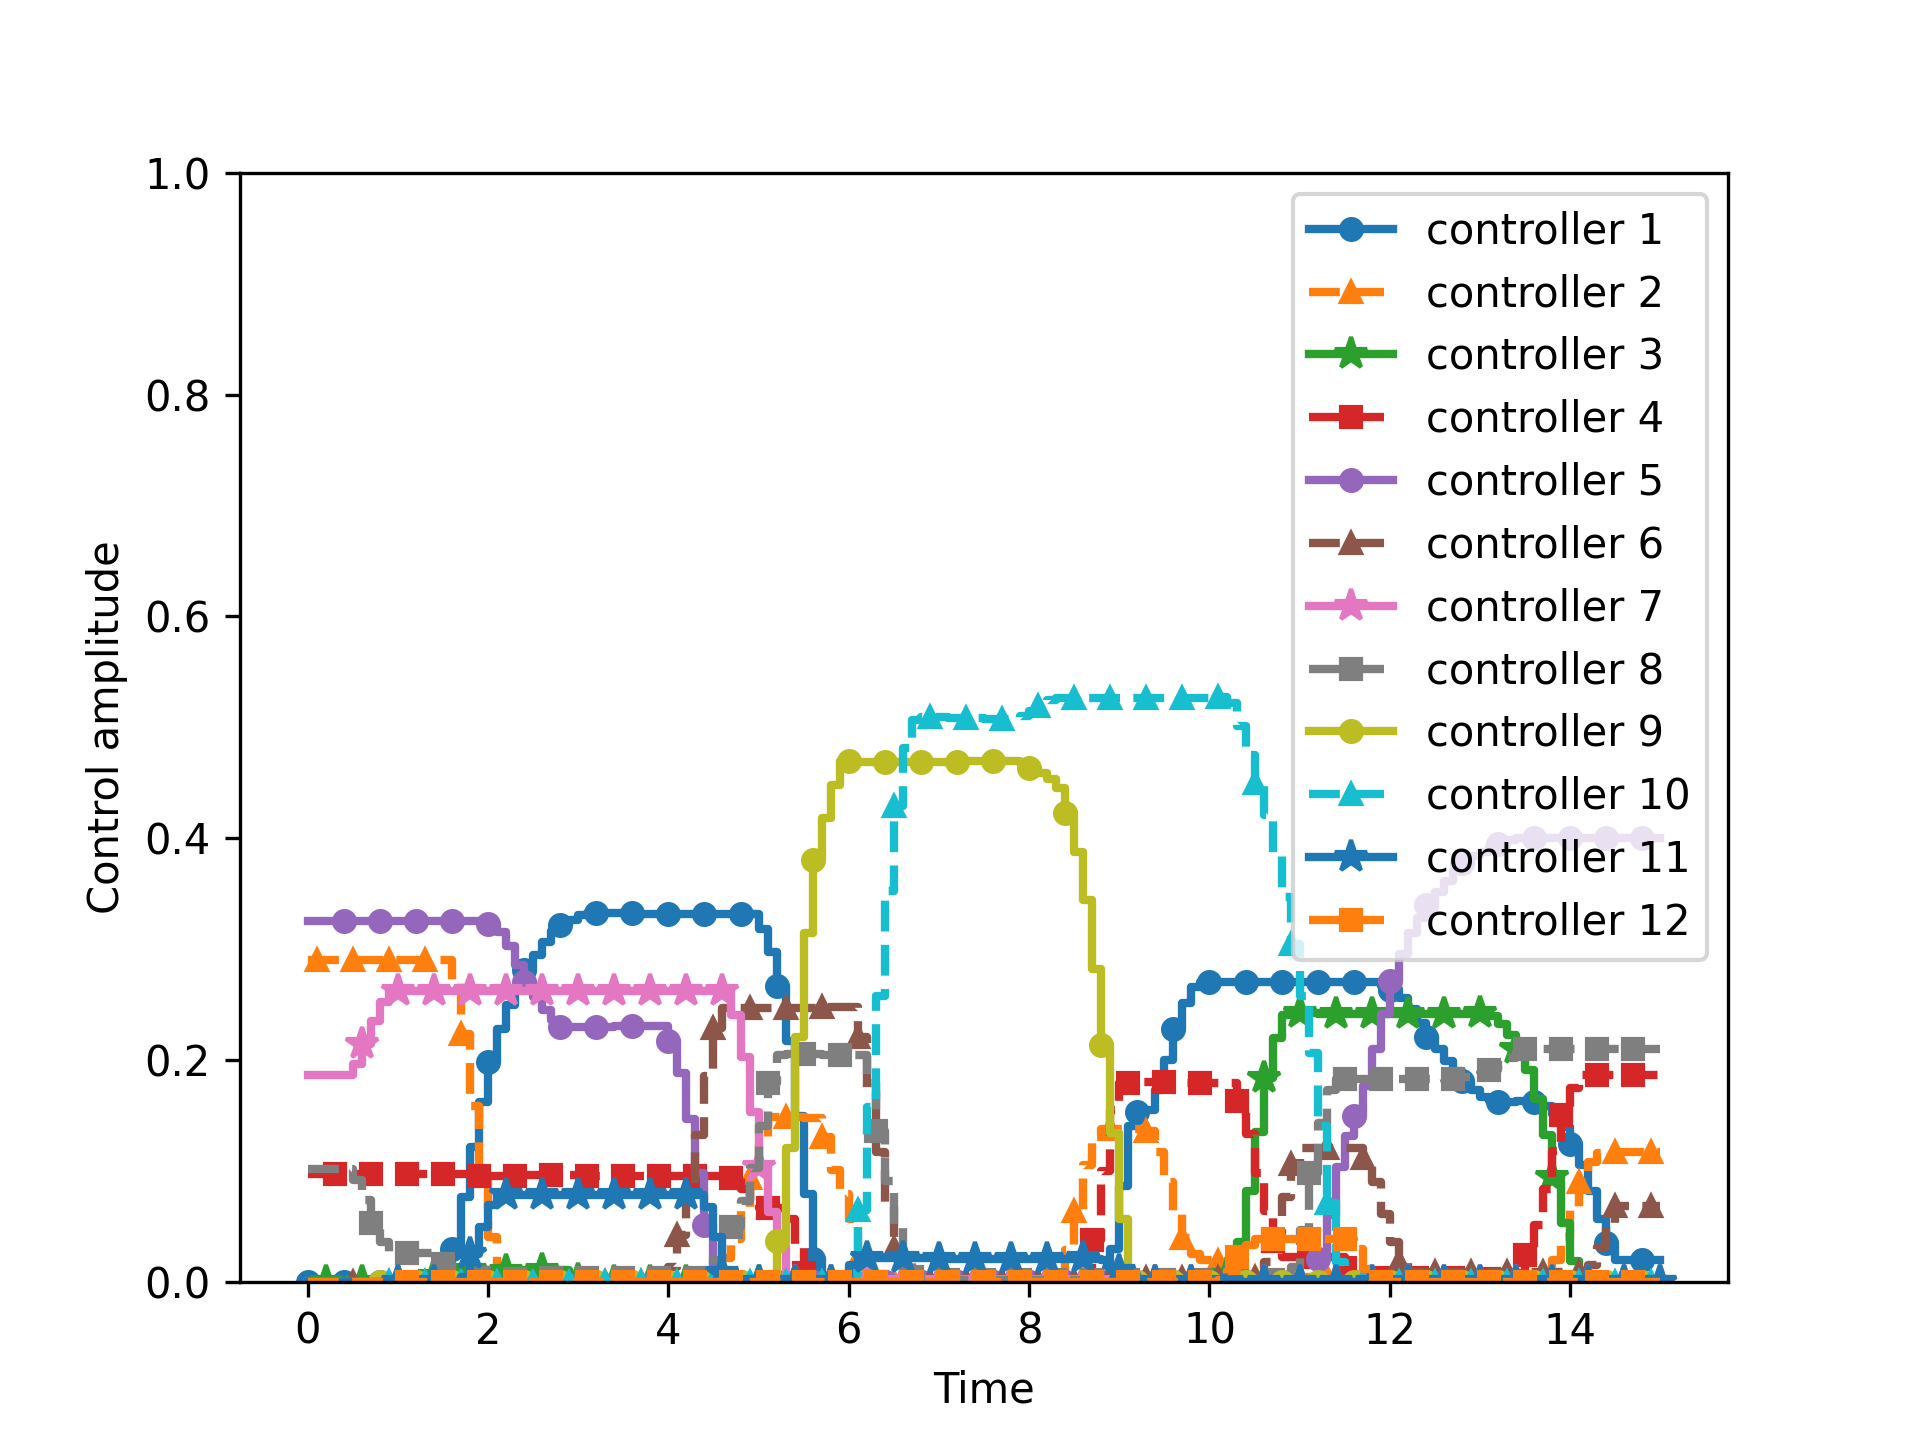 1.0
0.8
0.6
0.4
0.2
0.0
Control amplitude
0 2 4 6 8 10 12 14
Time
controller 1
controller 2
controller 3
controller 4
controller 5
controller 6
controller 7
controller 8
controller 9
controller 10
controller 11
controller 12